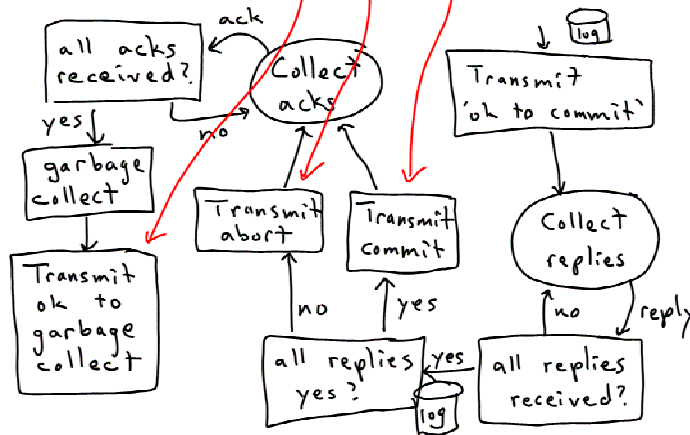 ack
log
all acks
received?
Collect
acks
Transmit
'ok to commit'
yes
no
garbage
collect
Transmit
abort
Transmit
commit
Collect
replies
Transmit
ok to
garbage
collect
no
yes
no
reply
all replies
yes?
yes
all replies
received?
log